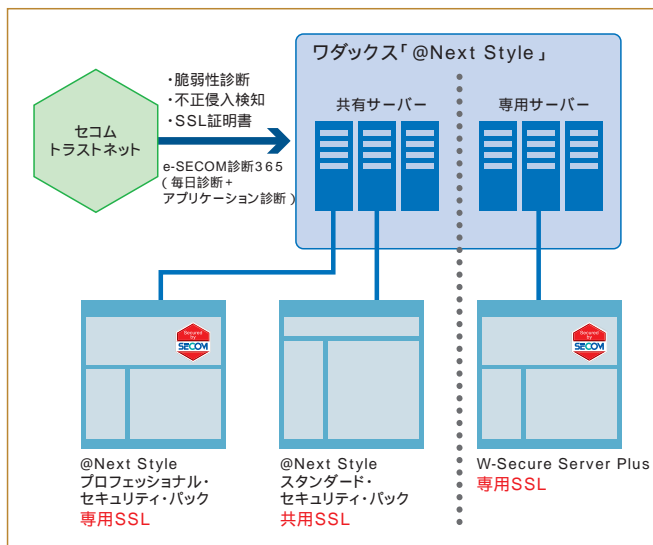 ワダックス「@Next Style」
・脆弱性診断
・不正侵入検知
・SSL証明書
セコム
トラストネット
e-SECOM診断365
(毎日診断+
アプリケーション診断)
共有サーバー
専用サーバー
Secured
by
SECOM
Secured
by
SECOM
@Next Style
プロフェッショナル・
セキュリティ・パック
専用SSL
@Next Style
スタンダード・
セキュリティ・パック
共用SSL
W-Secure Server Plus
専用SSL